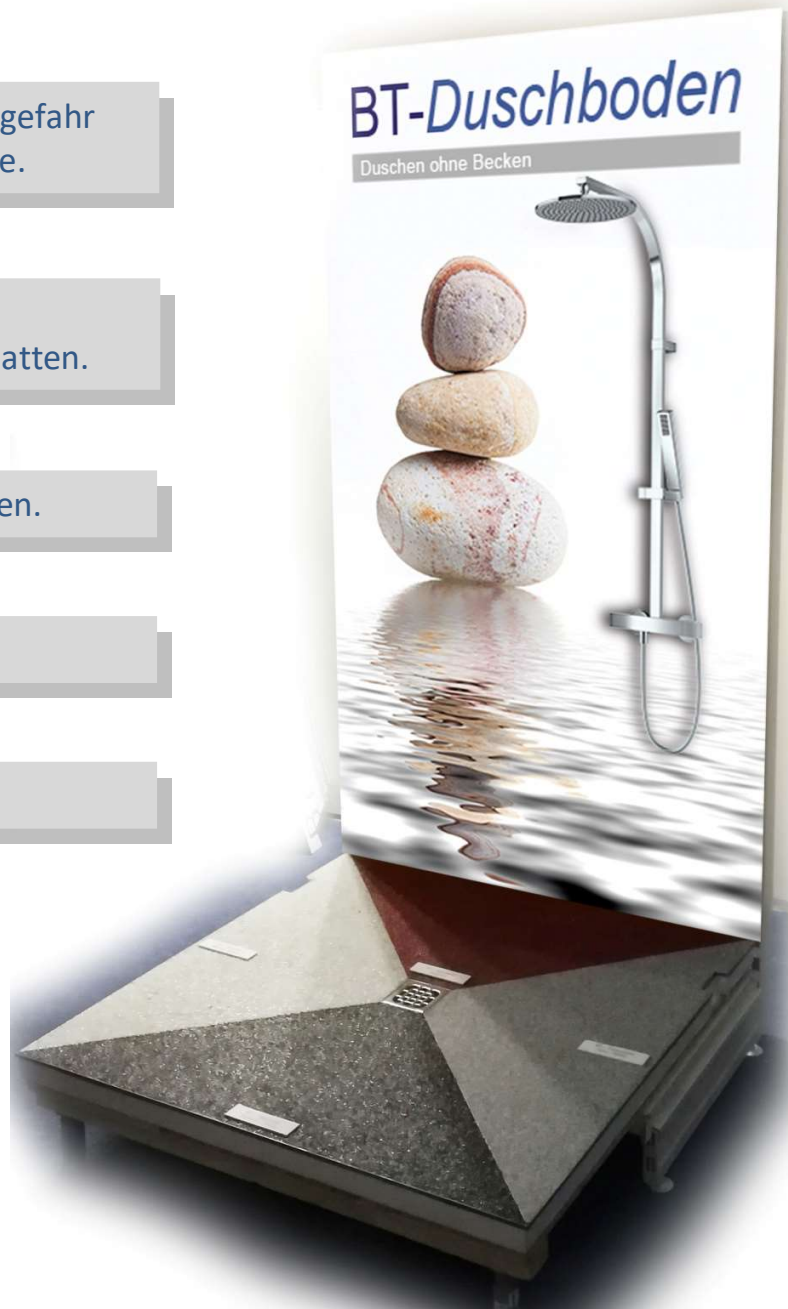 gefahr
e.
atten.
en.
BT-Duschboden
Duschen ohne Becken